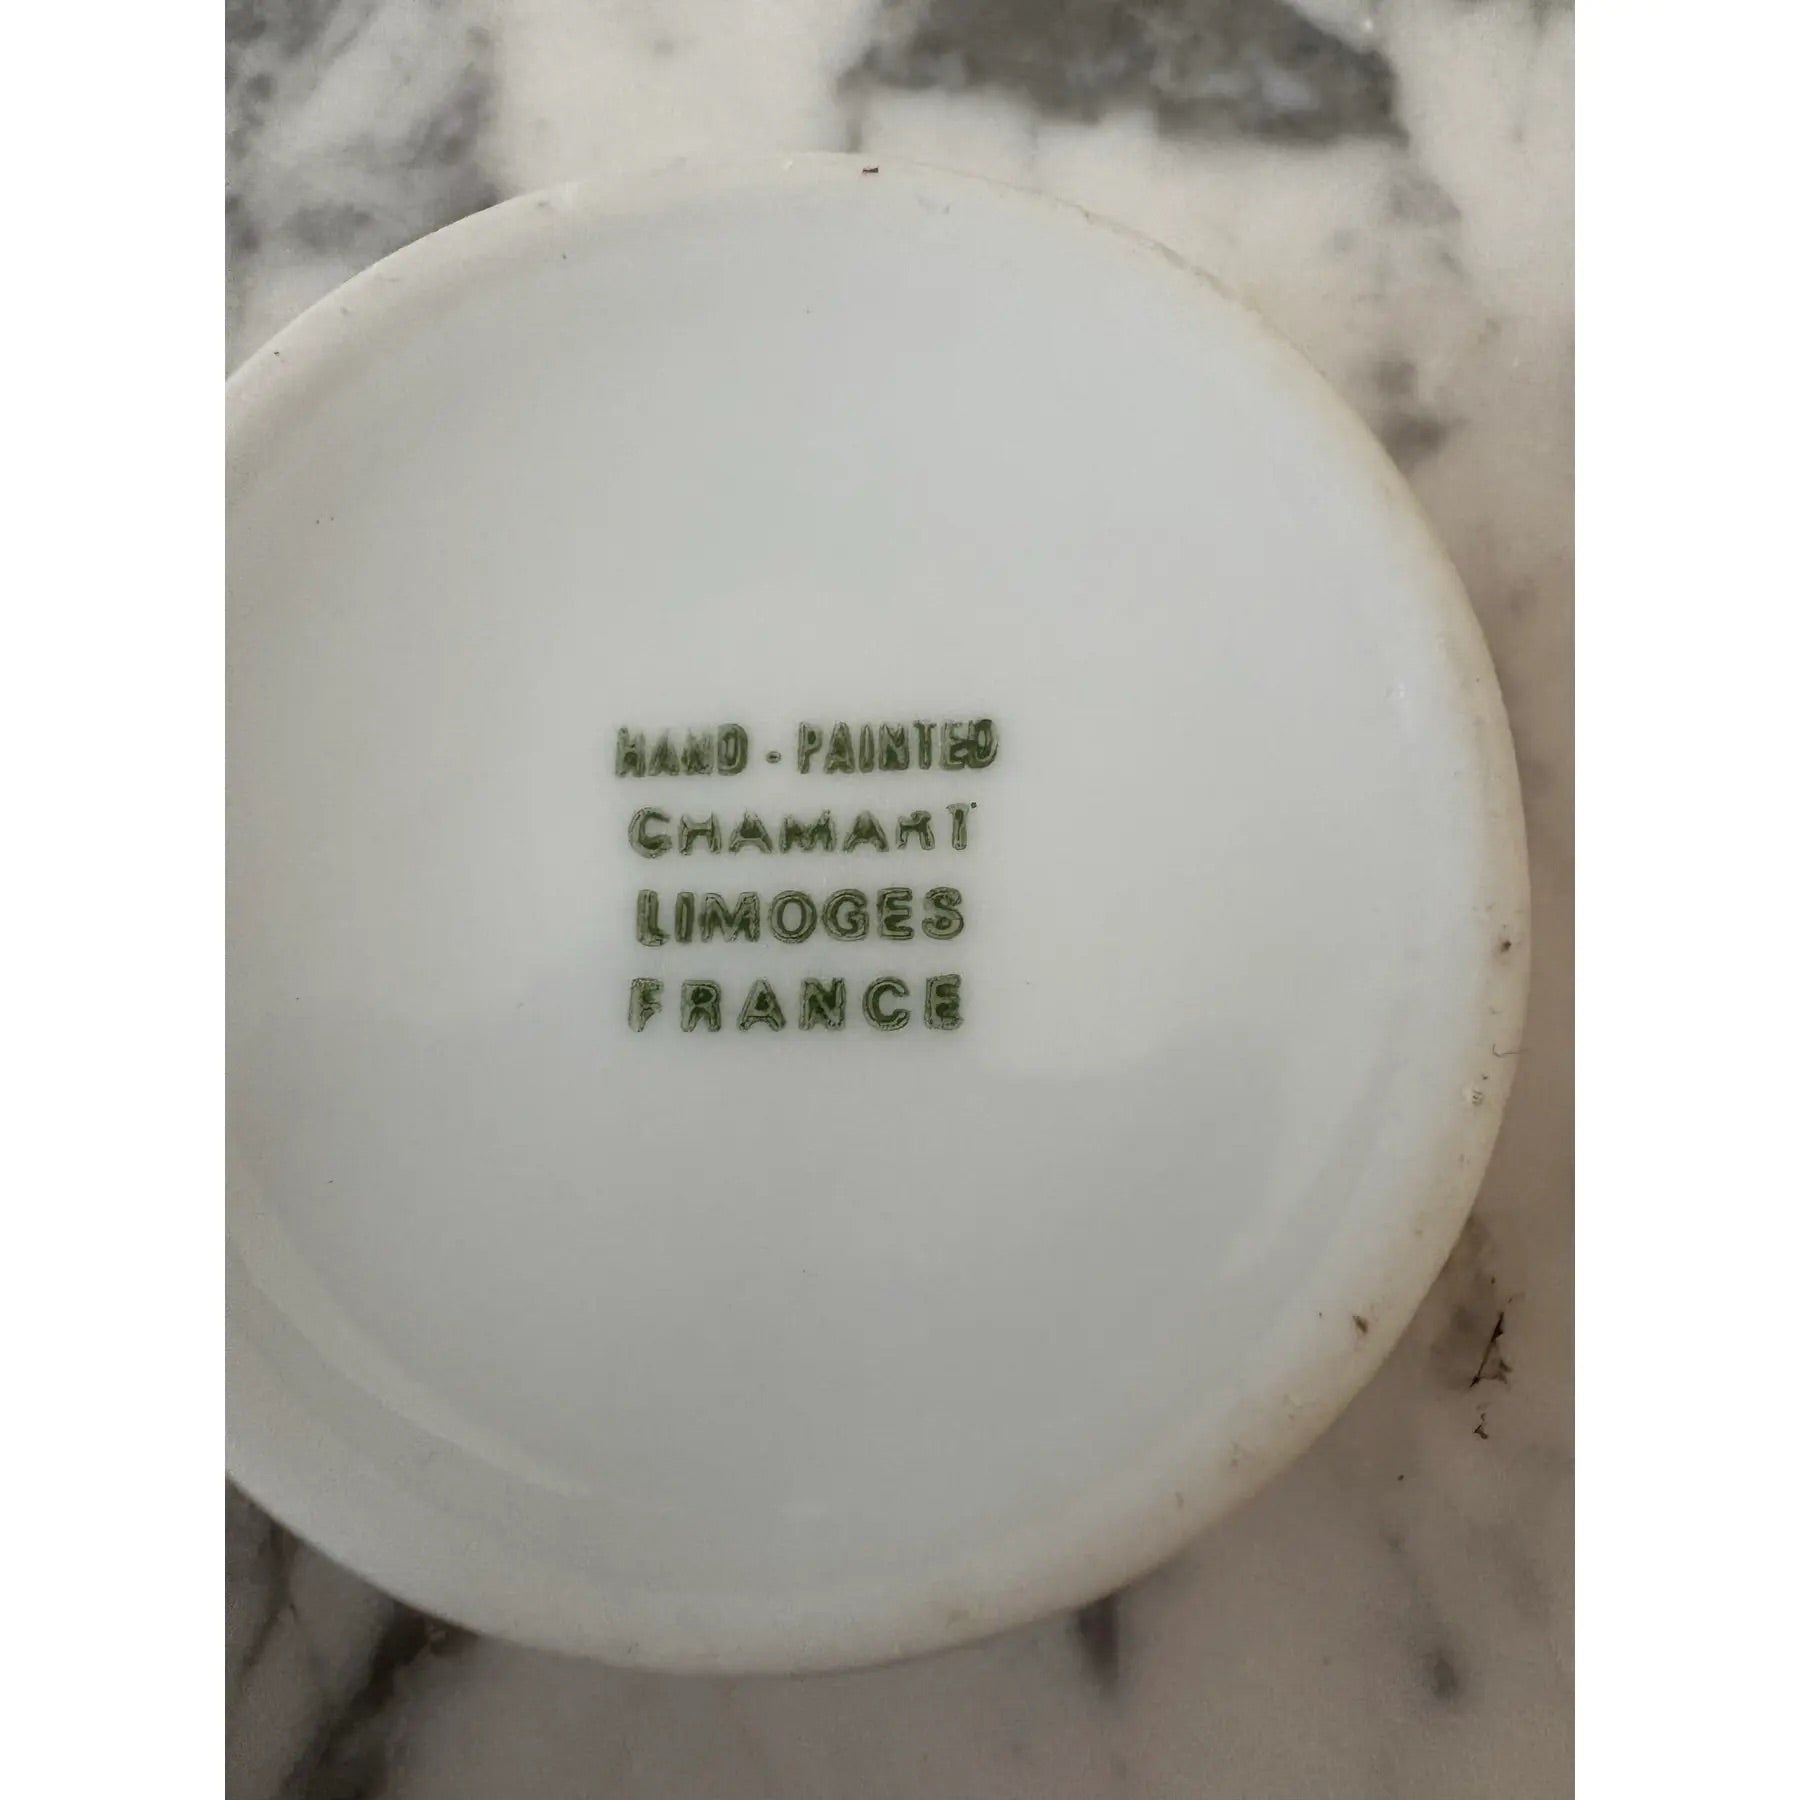 HAND · PAINTED
CHAMART
LIMOGES
FRANCE